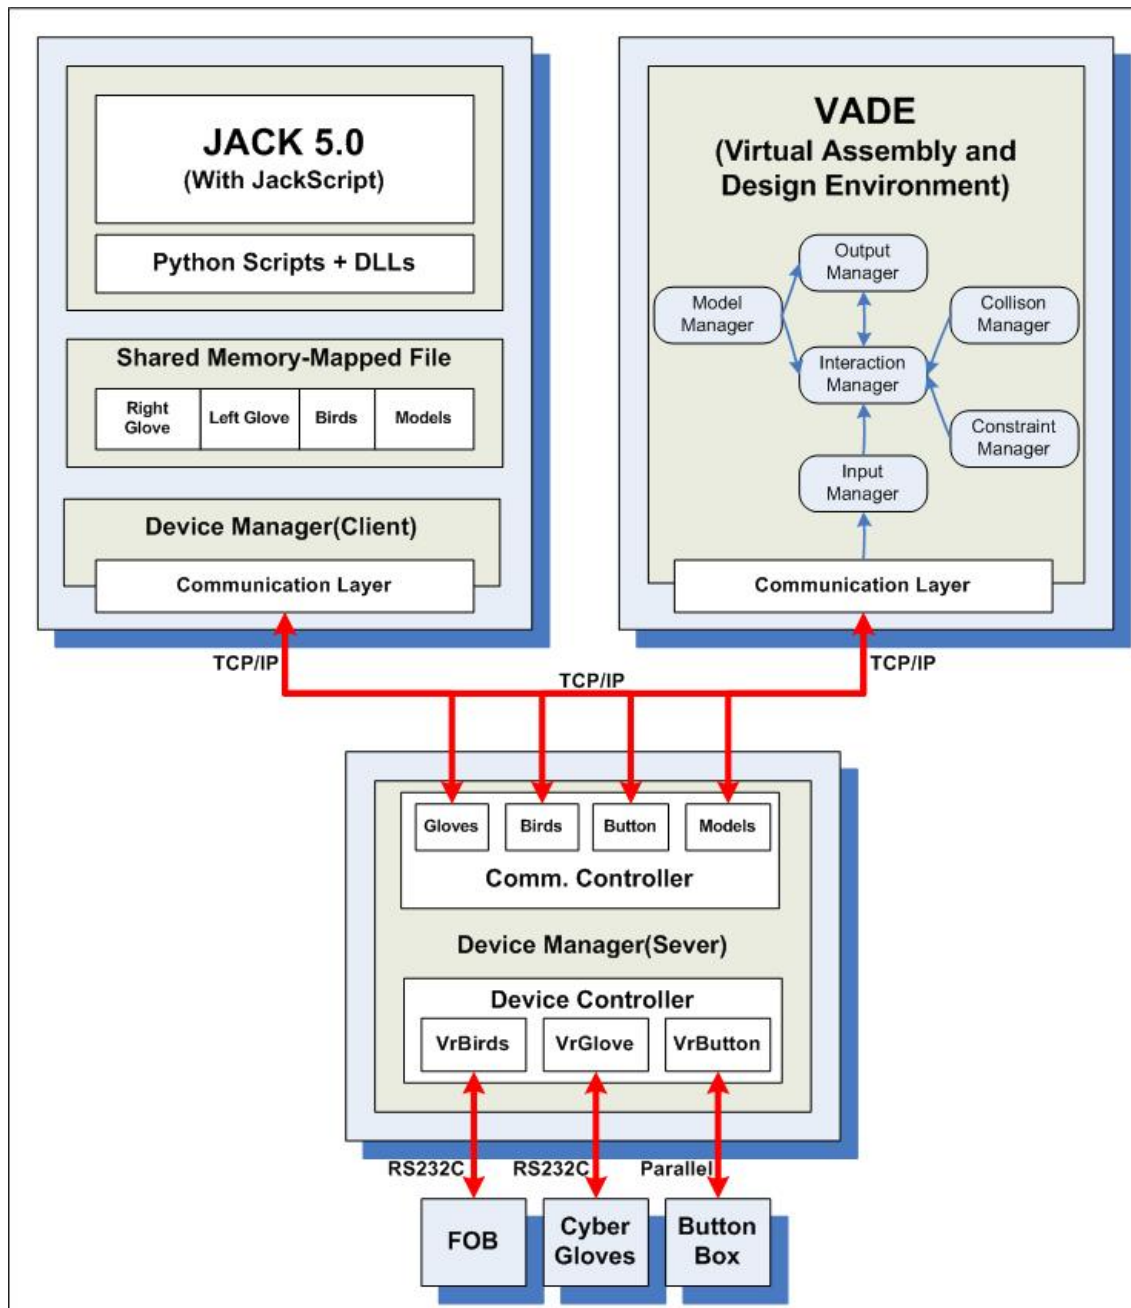 JACK 5.0
(With JackScript)
Python Scripts + DLLs
Shared Memory-Mapped File
Right
Glove
Left Glove
Birds
Models
Device Manager(Client)
Communication Layer
VADE
(Virtual Assembly and
Design Environment)
Output
Manager
Model
Manager
Collison
Manager
Interaction
Manager
Constraint
Manager
Input
Manager
Communication Layer
TCP/IP
TCP/IP
TCP/IP
Gloves
Birds
Button
Models
Comm. Controller
Device Manager(Sever)
Device Controller
VrBirds
VrGlove
VrButton
RS232C
RS232C
Parallel
FOB
Cyber
Gloves
Button
Box